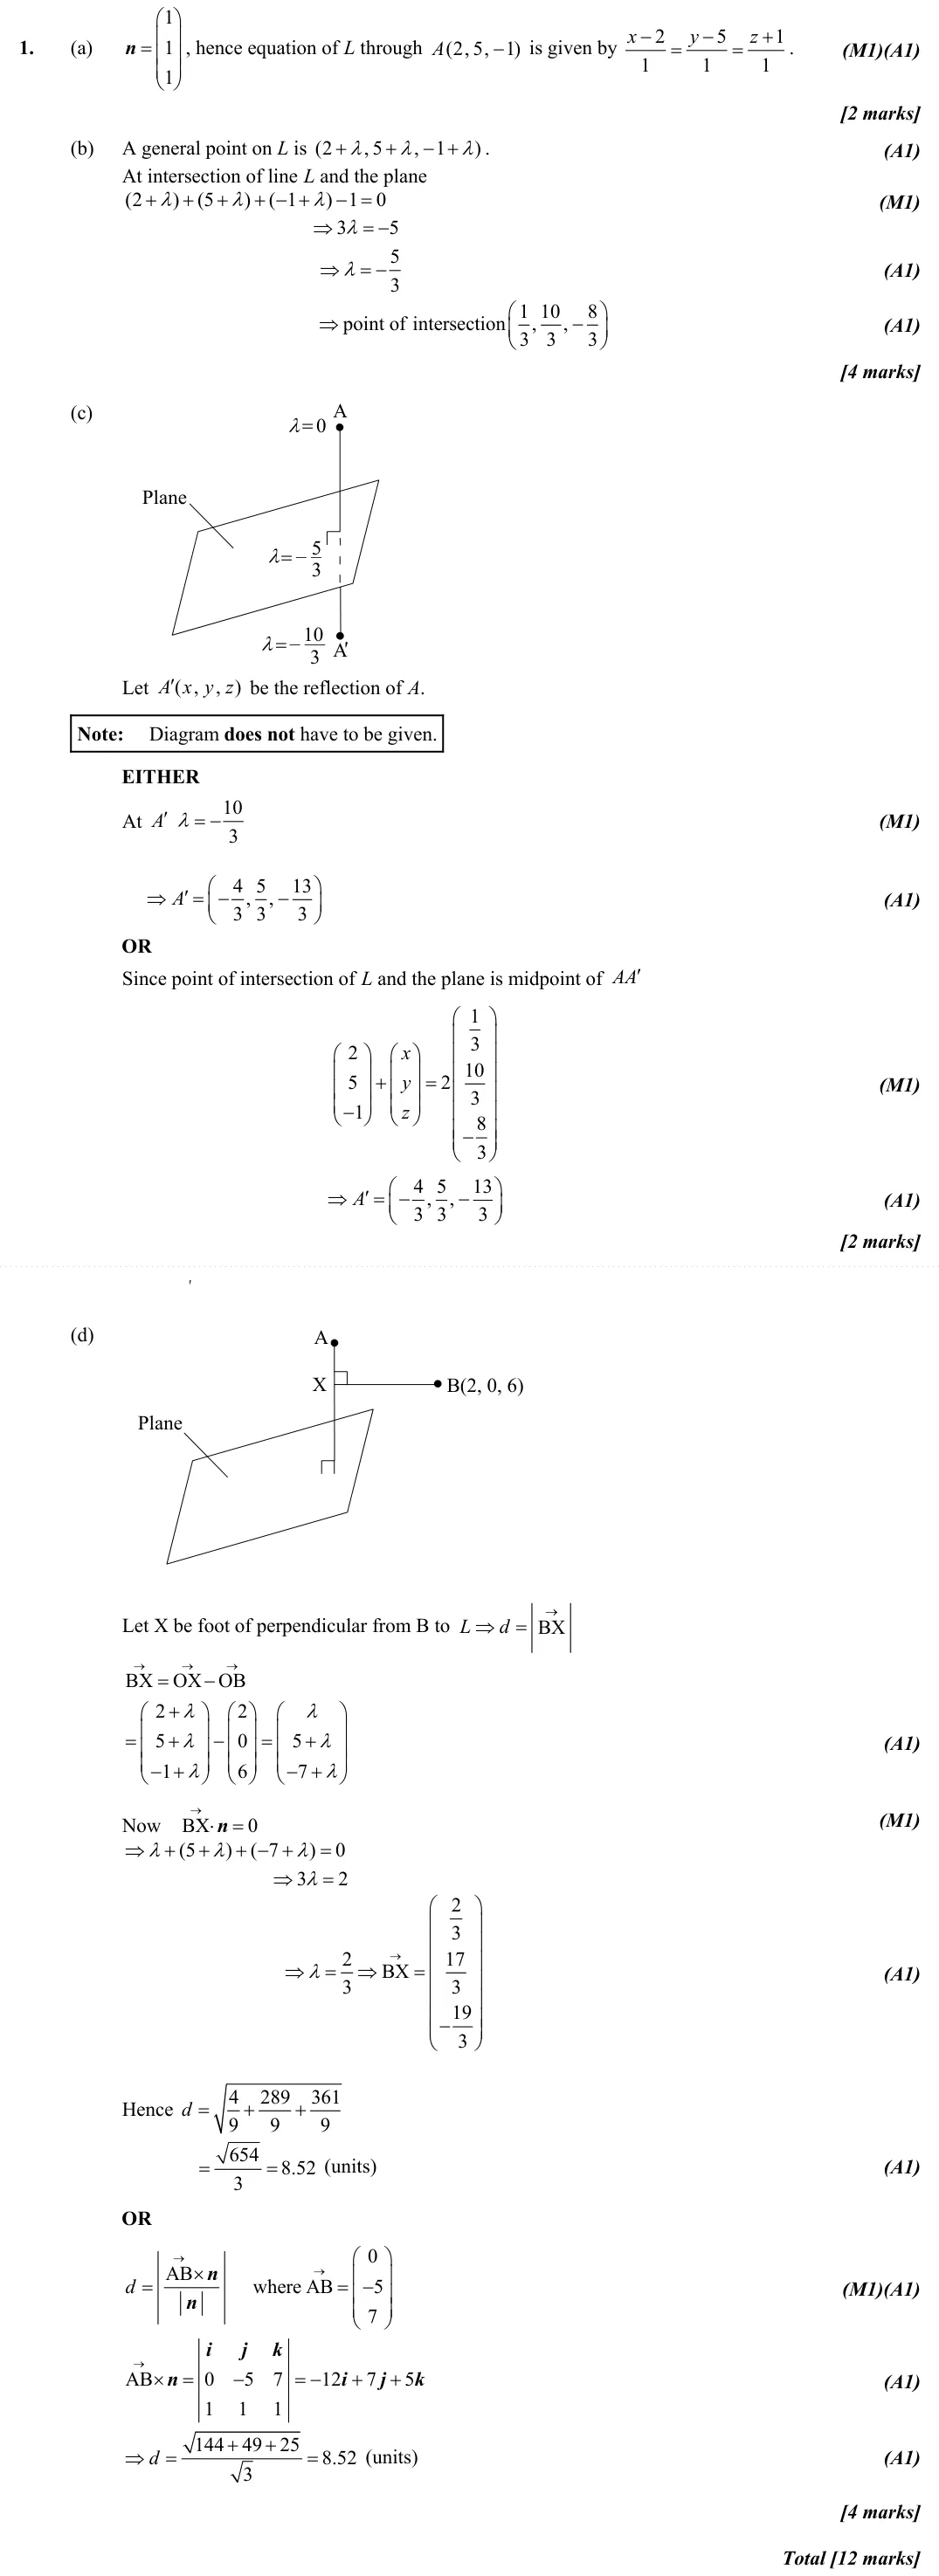 1. (a) n = (1 1 1), hence equation of L through A(2, 5, −1) is given by (x − 2)/1 = (y − 5)/1 = (z + 1)/1. (M1)(A1)
[2 marks]
(b) A general point on L is (2 + λ, 5 + λ, −1 + λ). (A1)
At intersection of line L and the plane
(2 + λ) + (5 + λ) + (−1 + λ) − 1 = 0 (M1)
⇒ 3λ = −5
⇒ λ = −5/3 (A1)
⇒ point of intersection (1/3, 10/3, −8/3) (A1)
[4 marks]
(c)
A
λ = 0
Plane
λ = −5/3
λ = −10/3 A′
Let A′(x, y, z) be the reflection of A.
Note: Diagram does not have to be given.
EITHER
At A′ λ = −10/3 (M1)
⇒ A′ = (−4/3, 5/3, −13/3) (A1)
OR
Since point of intersection of L and the plane is midpoint of AA′
(2 5 −1) + (x y z) = 2 (1/3 10/3 −8/3) (M1)
⇒ A′ = (−4/3, 5/3, −13/3) (A1)
[2 marks]
(d)
A
X B(2, 0, 6)
Plane
Let X be foot of perpendicular from B to L ⇒ d = |BX→|
BX→ = OX→ − OB→
= (2 + λ 5 + λ −1 + λ) − (2 0 6) = (λ 5 + λ −7 + λ) (A1)
Now BX→ · n = 0 (M1)
⇒ λ + (5 + λ) + (−7 + λ) = 0
⇒ 3λ = 2
⇒ λ = 2/3 ⇒ BX→ = (2/3 17/3 −19/3) (A1)
Hence d = √(4/9 + 289/9 + 361/9)
= √654/3 = 8.52 (units) (A1)
OR
d = |AB→ × n / |n|| where AB→ = (0 −5 7) (M1)(A1)
AB→ × n = |i j k 0 −5 7 1 1 1| = −12i + 7j + 5k (A1)
⇒ d = √(144 + 49 + 25)/√3 = 8.52 (units) (A1)
[4 marks]
Total [12 marks]